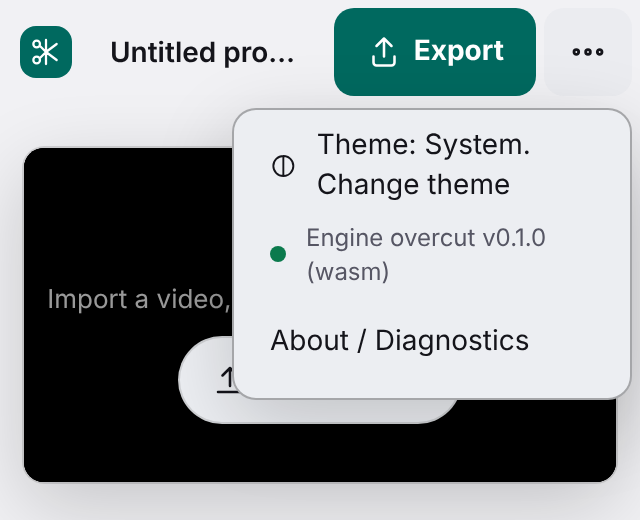 Untitled pro...
Export
Theme: System.
Change theme
Engine overcut v0.1.0
(wasm)
Import a video,
About / Diagnostics